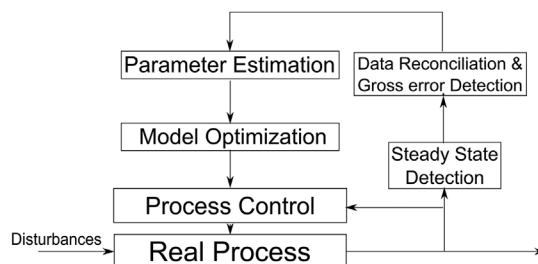 Parameter Estimation
Data Reconciliation &
Gross error Detection
Model Optimization
Steady State
Detection
Process Control
Disturbances
Real Process